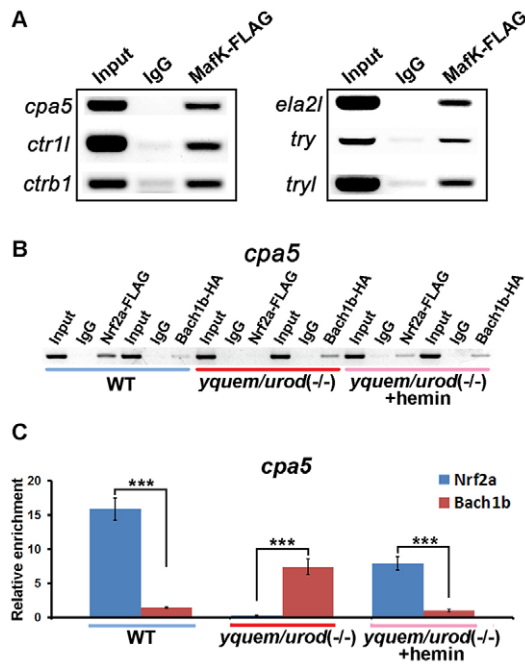 A
Input IgG MafK-FLAG
cpa5
ctr1l
ctrb1
Input IgG MafK-FLAG
ela2l
try
tryl
B
cpa5
Input IgG Nrf2a-FLAG Input IgG Bach1b-HA Input IgG Nrf2a-FLAG Input IgG Bach1b-HA Input IgG Nrf2a-FLAG Input IgG Bach1b-HA
WT yquem/urod(-/-) yquem/urod(-/-)
+hemin
C
cpa5
Relative enrichment
20
15
10
5
0
***
***
***
Nrf2a
Bach1b
WT yquem/urod(-/-) yquem/urod(-/-)
+hemin